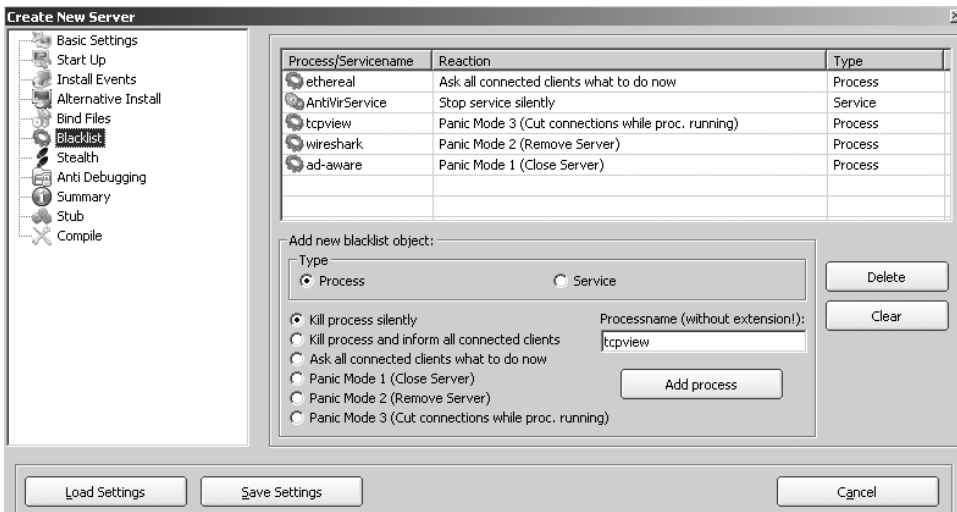 Create New Server
Basic Settings
Start Up
Install Events
Alternative Install
Bind Files
Blacklist
Stealth
Anti Debugging
Summary
Stub
Compile
Process/Servicename Reaction Type
ethereal Ask all connected clients what to do now Process
AntiVirService Stop service silently Service
tcpview Panic Mode 3 (Cut connections while proc. running) Process
wireshark Panic Mode 2 (Remove Server) Process
ad-aware Panic Mode 1 (Close Server) Process
Add new blacklist object:
Type
Process Service
Kill process silently
Kill process and inform all connected clients
Ask all connected clients what to do now
Panic Mode 1 (Close Server)
Panic Mode 2 (Remove Server)
Panic Mode 3 (Cut connections while proc. running)
Processname (without extension!):
tcpview
Add process
Delete
Clear
Load Settings Save Settings Cancel